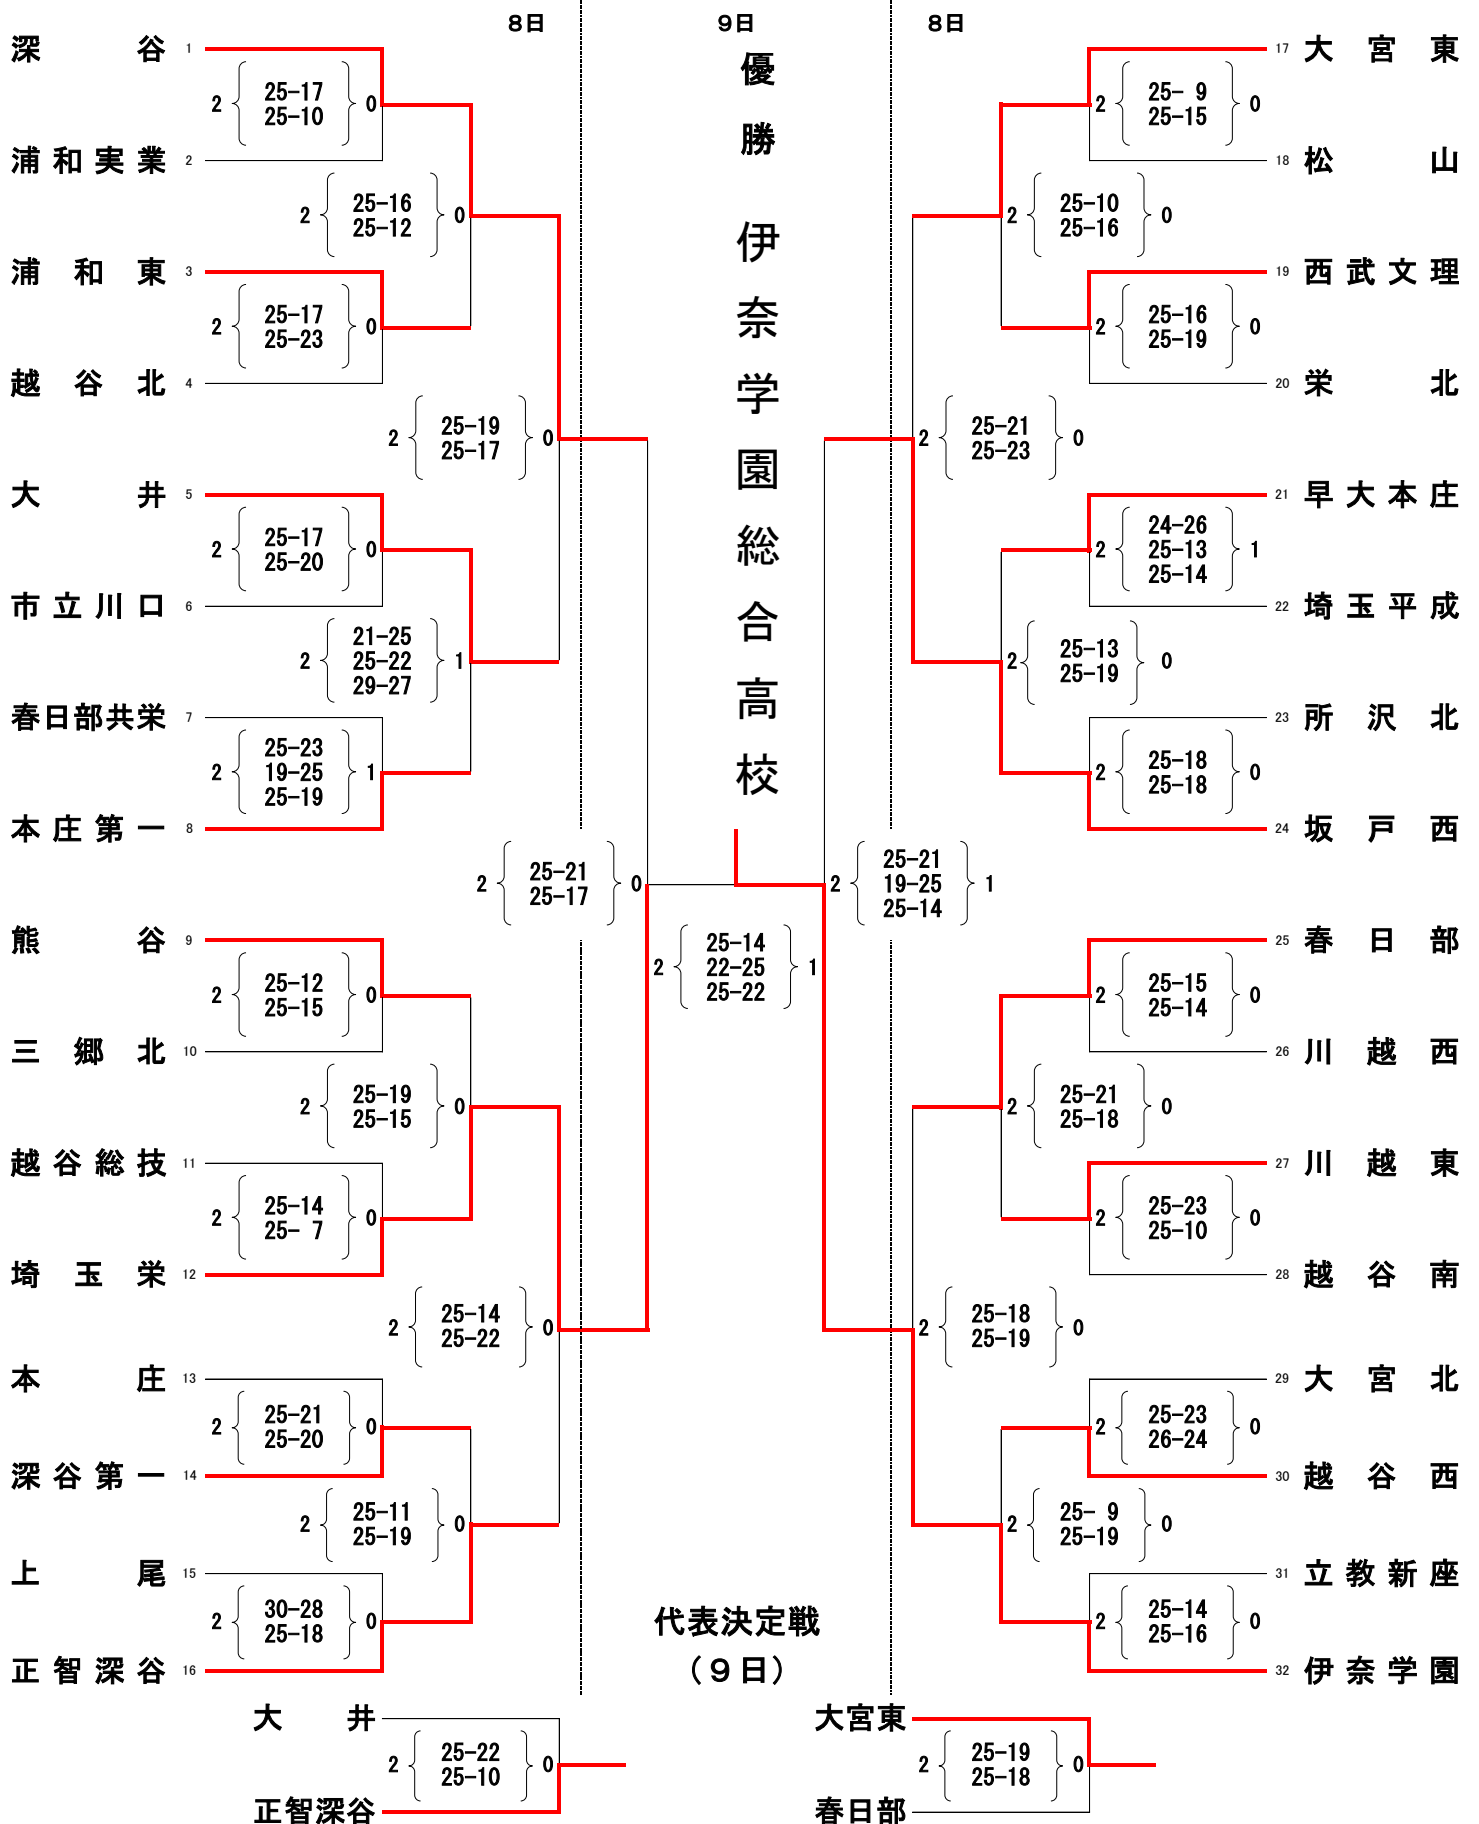 8日
9日
8日
優勝 伊奈学園総合高校
深谷 1
2 25-17 0
25-10
浦和実業 2
2 25-16 0
25-12
浦和東 3
2 25-17 0
25-23
越谷北 4
2 25-19 0
25-17
大井 5
2 25-17 0
25-20
市立川口 6
21-25
2 25-22 1
29-27
春日部共栄 7
25-23
2 19-25 1
25-19
本庄第一 8
2 25-21 0
25-17
熊谷 9
2 25-12 0
25-15
三郷北 10
2 25-19 0
25-15
越谷総技 11
2 25-14 0
25- 7
埼玉栄 12
2 25-14 0
25-22
本庄 13
2 25-21 0
25-20
深谷第一 14
2 25-11 0
25-19
上尾 15
2 30-28 0
25-18
正智深谷 16
25-14
2 22-25 1
25-22
17 大宮東
2 25- 9 0
25-15
18 松山
2 25-10 0
25-16
19 西武文理
2 25-16 0
25-19
20 栄北
2 25-21 0
25-23
21 早大本庄
24-26
2 25-13 1
25-14
22 埼玉平成
2 25-13 0
25-19
23 所沢北
2 25-18 0
25-18
24 坂戸西
25-21
2 19-25 1
25-14
25 春日部
2 25-15 0
25-14
26 川越西
2 25-21 0
25-18
27 川越東
2 25-23 0
25-10
28 越谷南
2 25-18 0
25-19
29 大宮北
2 25-23 0
26-24
30 越谷西
2 25- 9 0
25-19
31 立教新座
2 25-14 0
25-16
32 伊奈学園
代表決定戦
(9日)
大井
2 25-22 0
25-10
正智深谷
大宮東
2 25-19 0
25-18
春日部